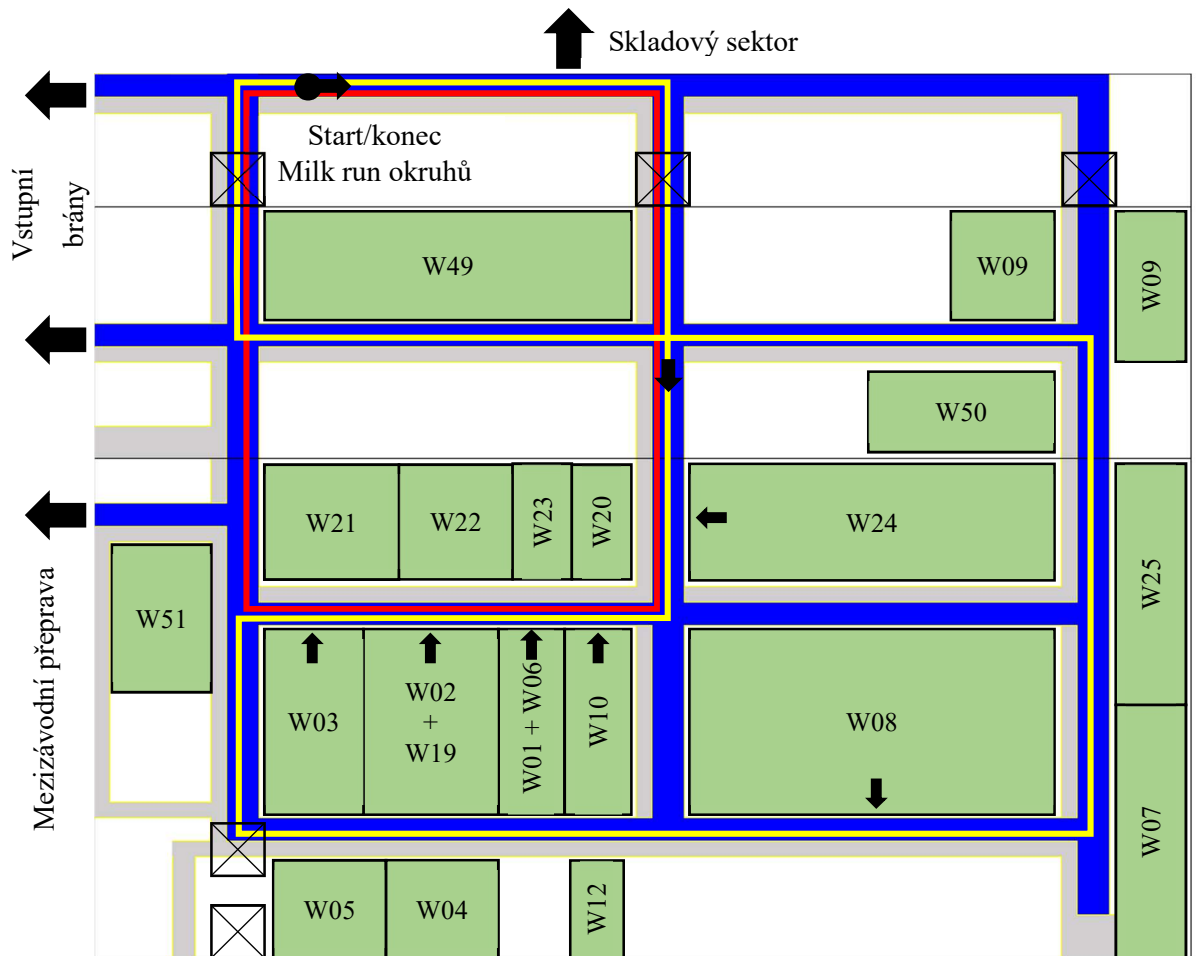 Skladový sektor
Start/konec
Milk run okruhů
Vstupní
brány
W49
W09
W09
W50
W21
W22
W23
W20
W24
W25
W51
Mezizávodní přeprava
W03
W02
+
W19
W01 + W06
W10
W08
W07
W05
W04
W12